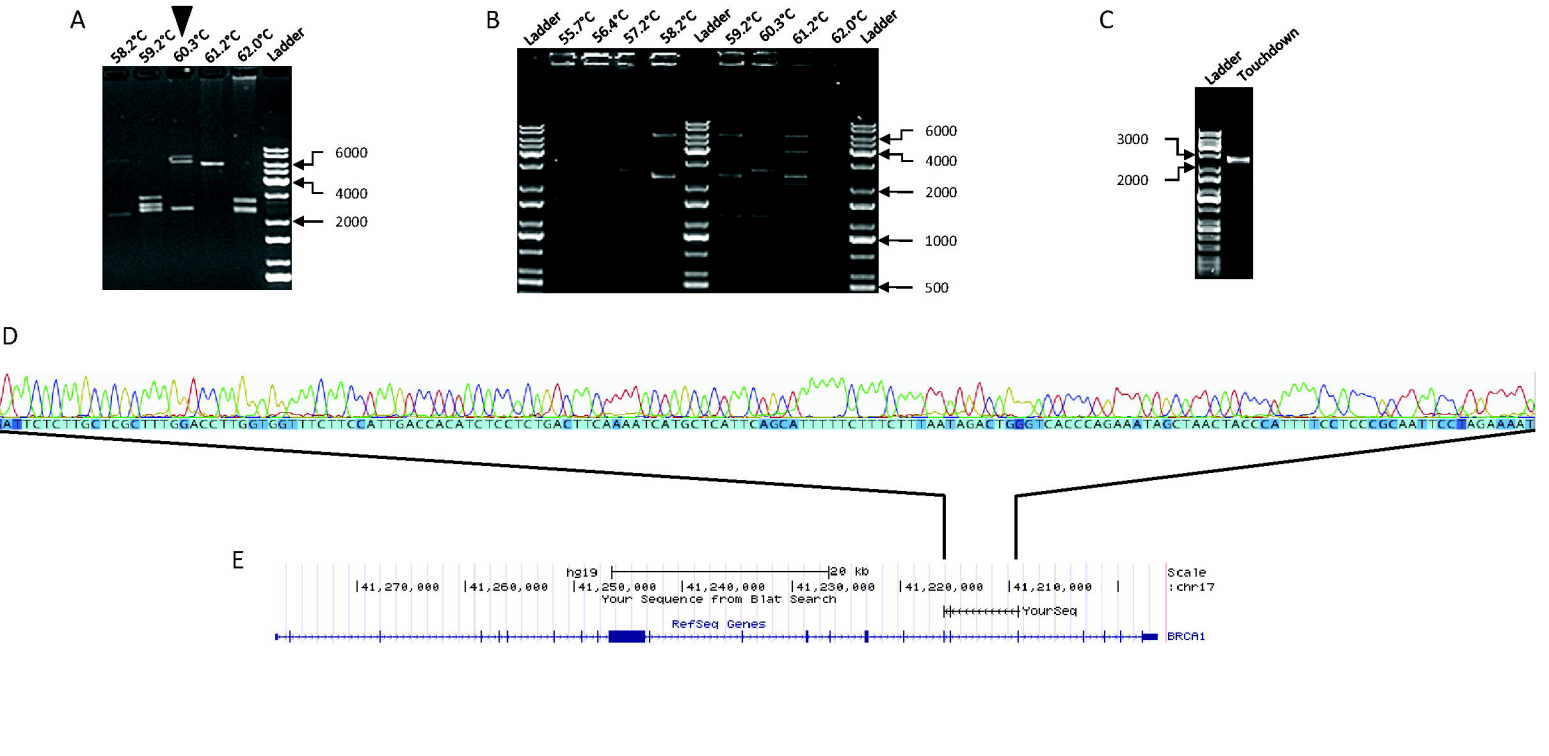 A
58.2°C
59.2°C
60.3°C
61.2°C
62.0°C
Ladder
6000
4000
2000
B
Ladder
55.7°C
56.4°C
57.2°C
58.2°C
Ladder
59.2°C
60.3°C
61.2°C
62.0°C
Ladder
6000
4000
2000
1000
500
C
Ladder
Touchdown
3000
2000
D
GATTCTCTTGCTCGCTTTGGACCTTGGTGGTTTCTTCCATTGACCACATCTCCTCTGACTTCAAAATCATGCTCATTCAGCATTTTTCTTTCTTTAATAGACTGGGTCACCCAGAAATAGCTAACTACCCATTTTCCTCCCGCAATTCCTAGAAAAT
E
hg19 20 kb Scale
41,270,000 41,260,000 41,250,000 41,240,000 41,230,000 41,220,000 41,210,000 :chr17
Your Sequence from Blat Search
YourSeq
RefSeq Genes
BRCA1